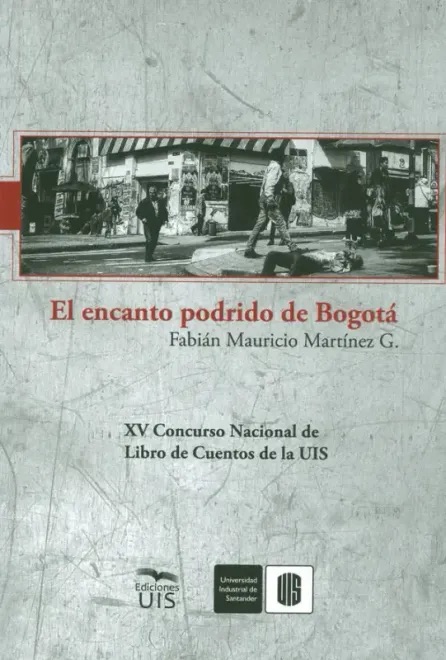 El encanto podrido de Bogotá
Fabián Mauricio Martínez G.
XV Concurso Nacional de
Libro de Cuentos de la UIS
Ediciones
UIS
Universidad
Industrial de
Santander
UIS